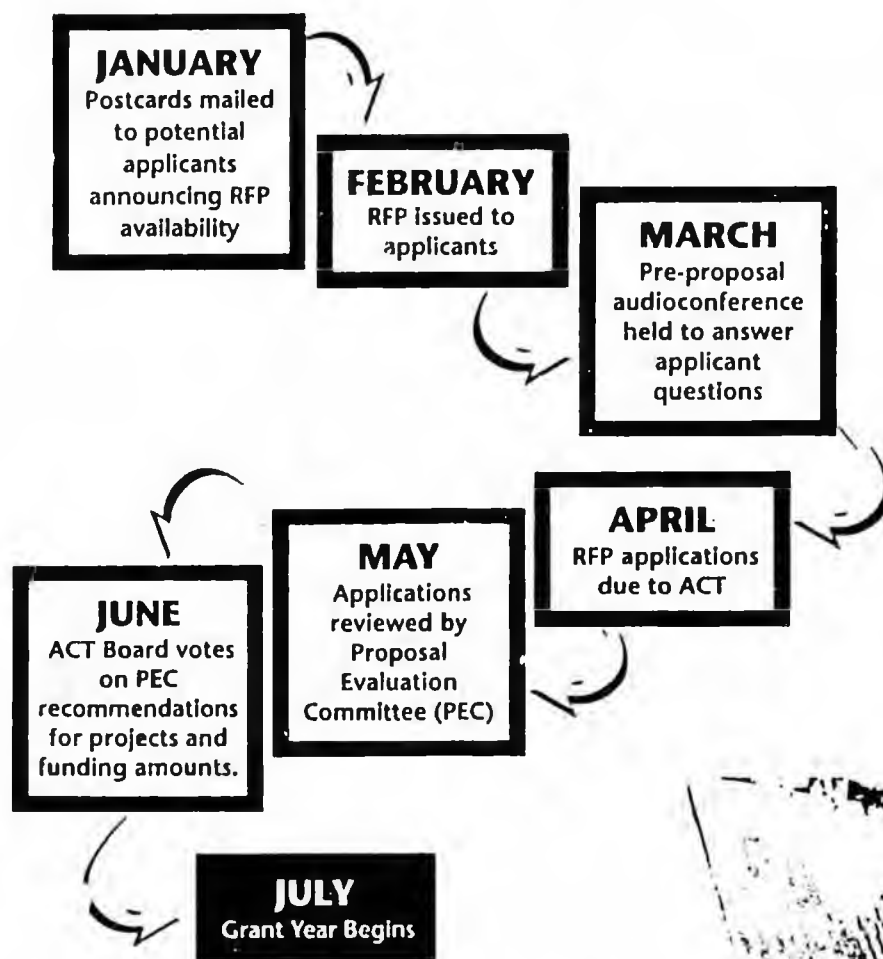 JANUARY
Postcards mailed
to potential
applicants
announcing RFP
availability
FEBRUARY
RFP issued to
applicants
MARCH
Pre-proposal
audioconference
held to answer
applicant
questions
APRIL
RFP applications
due to ACT
MAY
Applications
reviewed by
Proposal
Evaluation
Committee (PEC)
JUNE
ACT Board votes
on PEC
recommendations
for projects and
funding amounts.
JULY
Grant Year Begins